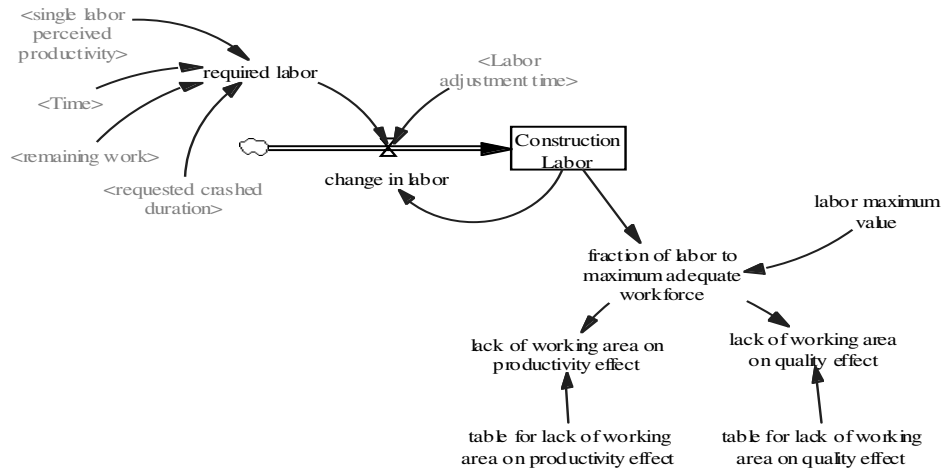 <single labor
perceived
productivity>
required labor
<Labor
adjustment time>
<Time>
<remaining work>
<requested crashed
duration>
Construction
Labor
change in labor
labor maximum
value
fraction of labor to
maximum adequate
workforce
lack of working area on
productivity effect
lack of working area
on quality effect
table for lack of working
area on productivity effect
table for lack of working
area on quality effect